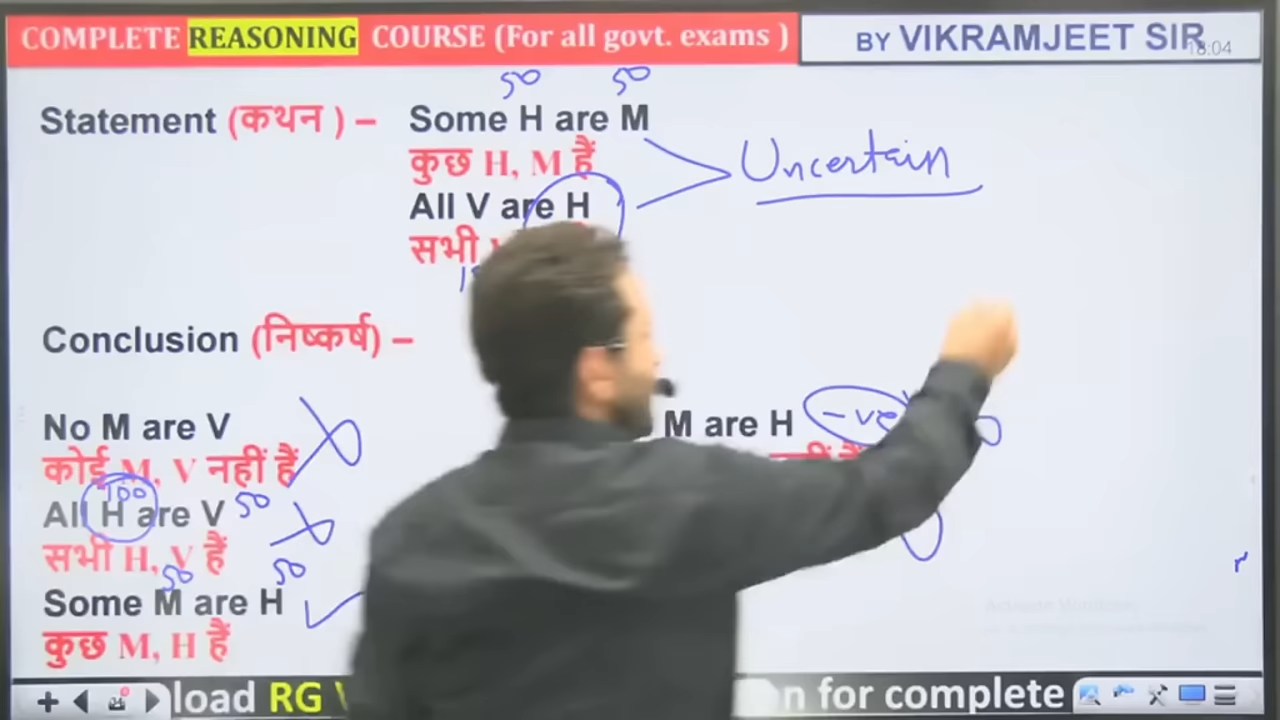 COMPLETE REASONING COURSE (For all govt. exams )
BY VIKRAMJEET SIR
18:04
50 50
Statement (कथन ) – Some H are M
कुछ H, M हैं
Uncertain
All V are H
सभी
Conclusion (निष्कर्ष) –
No M are V
कोई M, V नहीं हैं
M are H -ve
100
All H are V 50
सभी H, V हैं
50 50
Some M are H
कुछ M, H हैं
load RG
n for complete